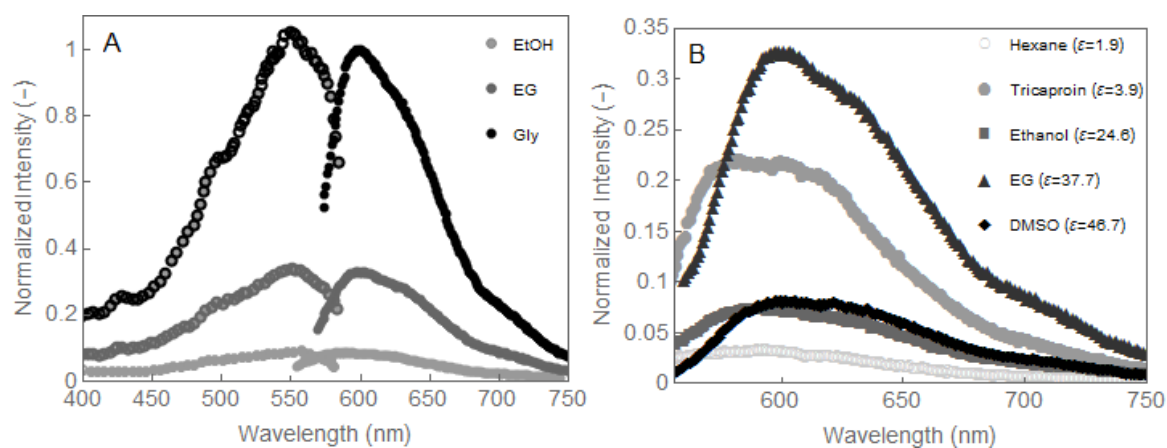 A
EtOH
EG
Gly
Normalized Intensity (−)
1
0.8
0.6
0.4
0.2
0
400 450 500 550 600 650 700 750
Wavelength (nm)
B
Hexane (ε=1.9)
Tricaproin (ε=3.9)
Ethanol (ε=24.6)
EG (ε=37.7)
DMSO (ε=46.7)
Normalized Intensity (−)
0.35
0.3
0.25
0.2
0.15
0.1
0.05
0
600 650 700 750
Wavelength (nm)